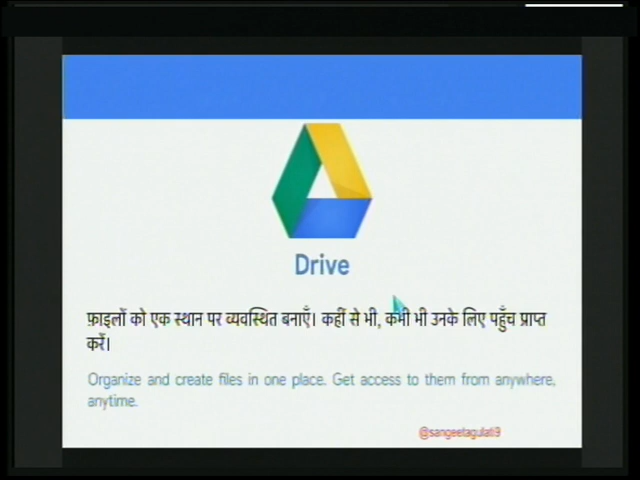 Drive
फ़ाइलों को एक स्थान पर व्यवस्थित बनाएँ। कहीं से भी, कभी भी उनके लिए पहुँच प्राप्त
करें।
Organize and create files in one place. Get access to them from anywhere,
anytime.
@sangeetagulati9